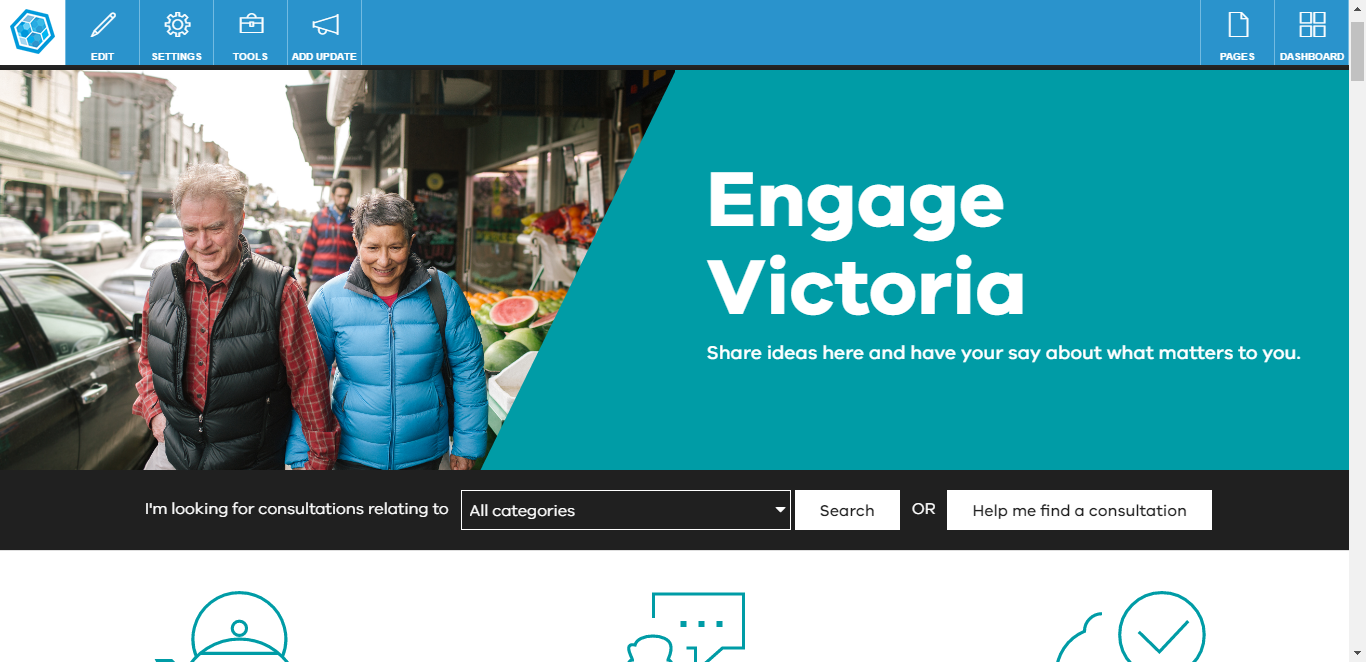 EDIT
SETTINGS
TOOLS
ADD UPDATE
PAGES
DASHBOARD
Engage
Victoria
Share ideas here and have your say about what matters to you.
I'm looking for consultations relating to
All categories
Search
OR
Help me find a consultation